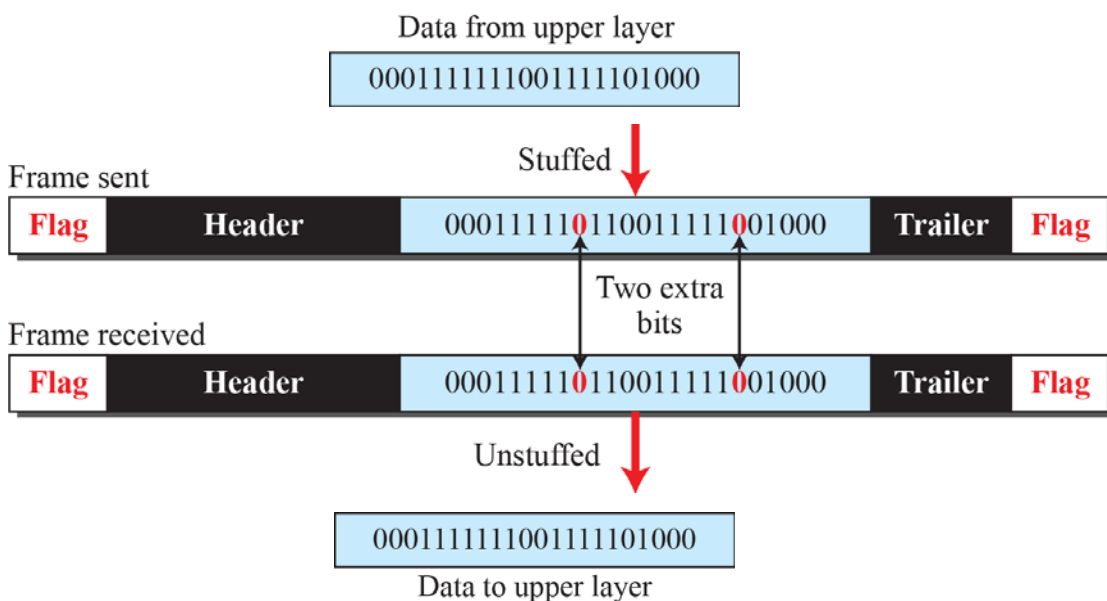 Data from upper layer
0001111111001111101000
Stuffed
Frame sent
Flag Header 000111110110011111001000 Trailer Flag
Two extra
bits
Frame received
Flag Header 000111110110011111001000 Trailer Flag
Unstuffed
0001111111001111101000
Data to upper layer